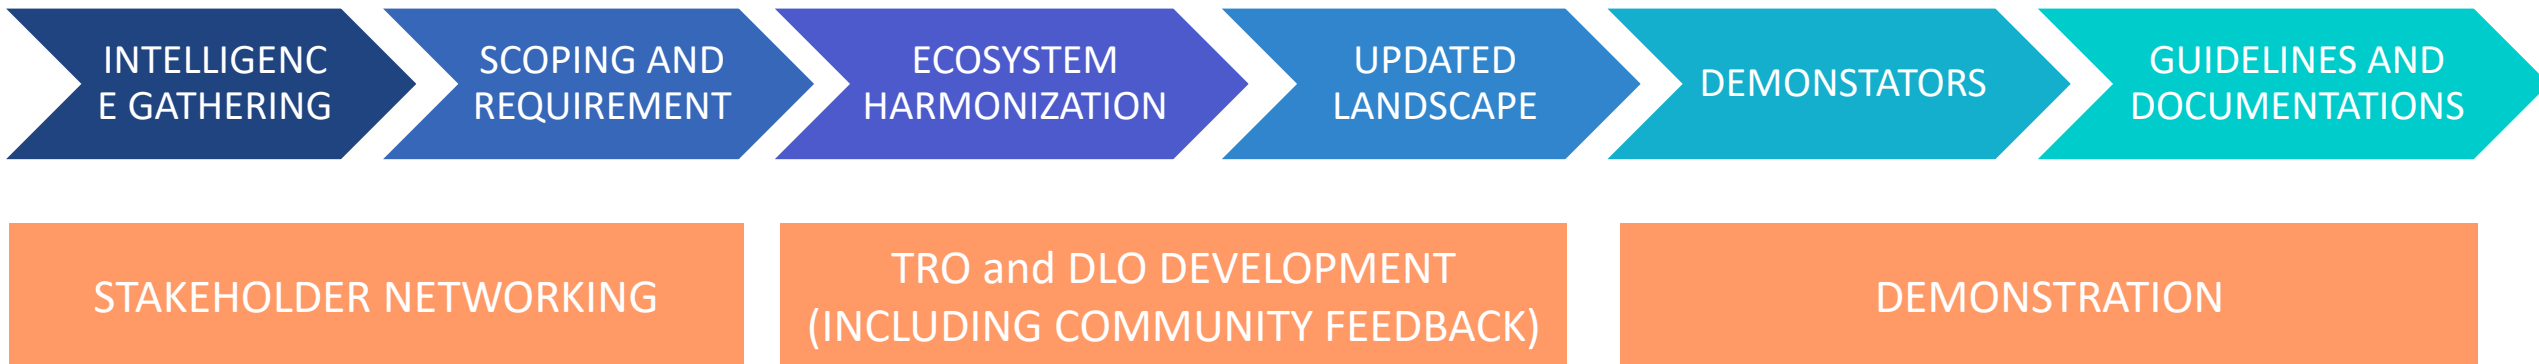 INTELLIGENC
E GATHERING
SCOPING AND
REQUIREMENT
ECOSYSTEM
HARMONIZATION
UPDATED
LANDSCAPE
DEMONSTATORS
GUIDELINES AND
DOCUMENTATIONS
STAKEHOLDER NETWORKING
TRO and DLO DEVELOPMENT
(INCLUDING COMMUNITY FEEDBACK)
DEMONSTRATION